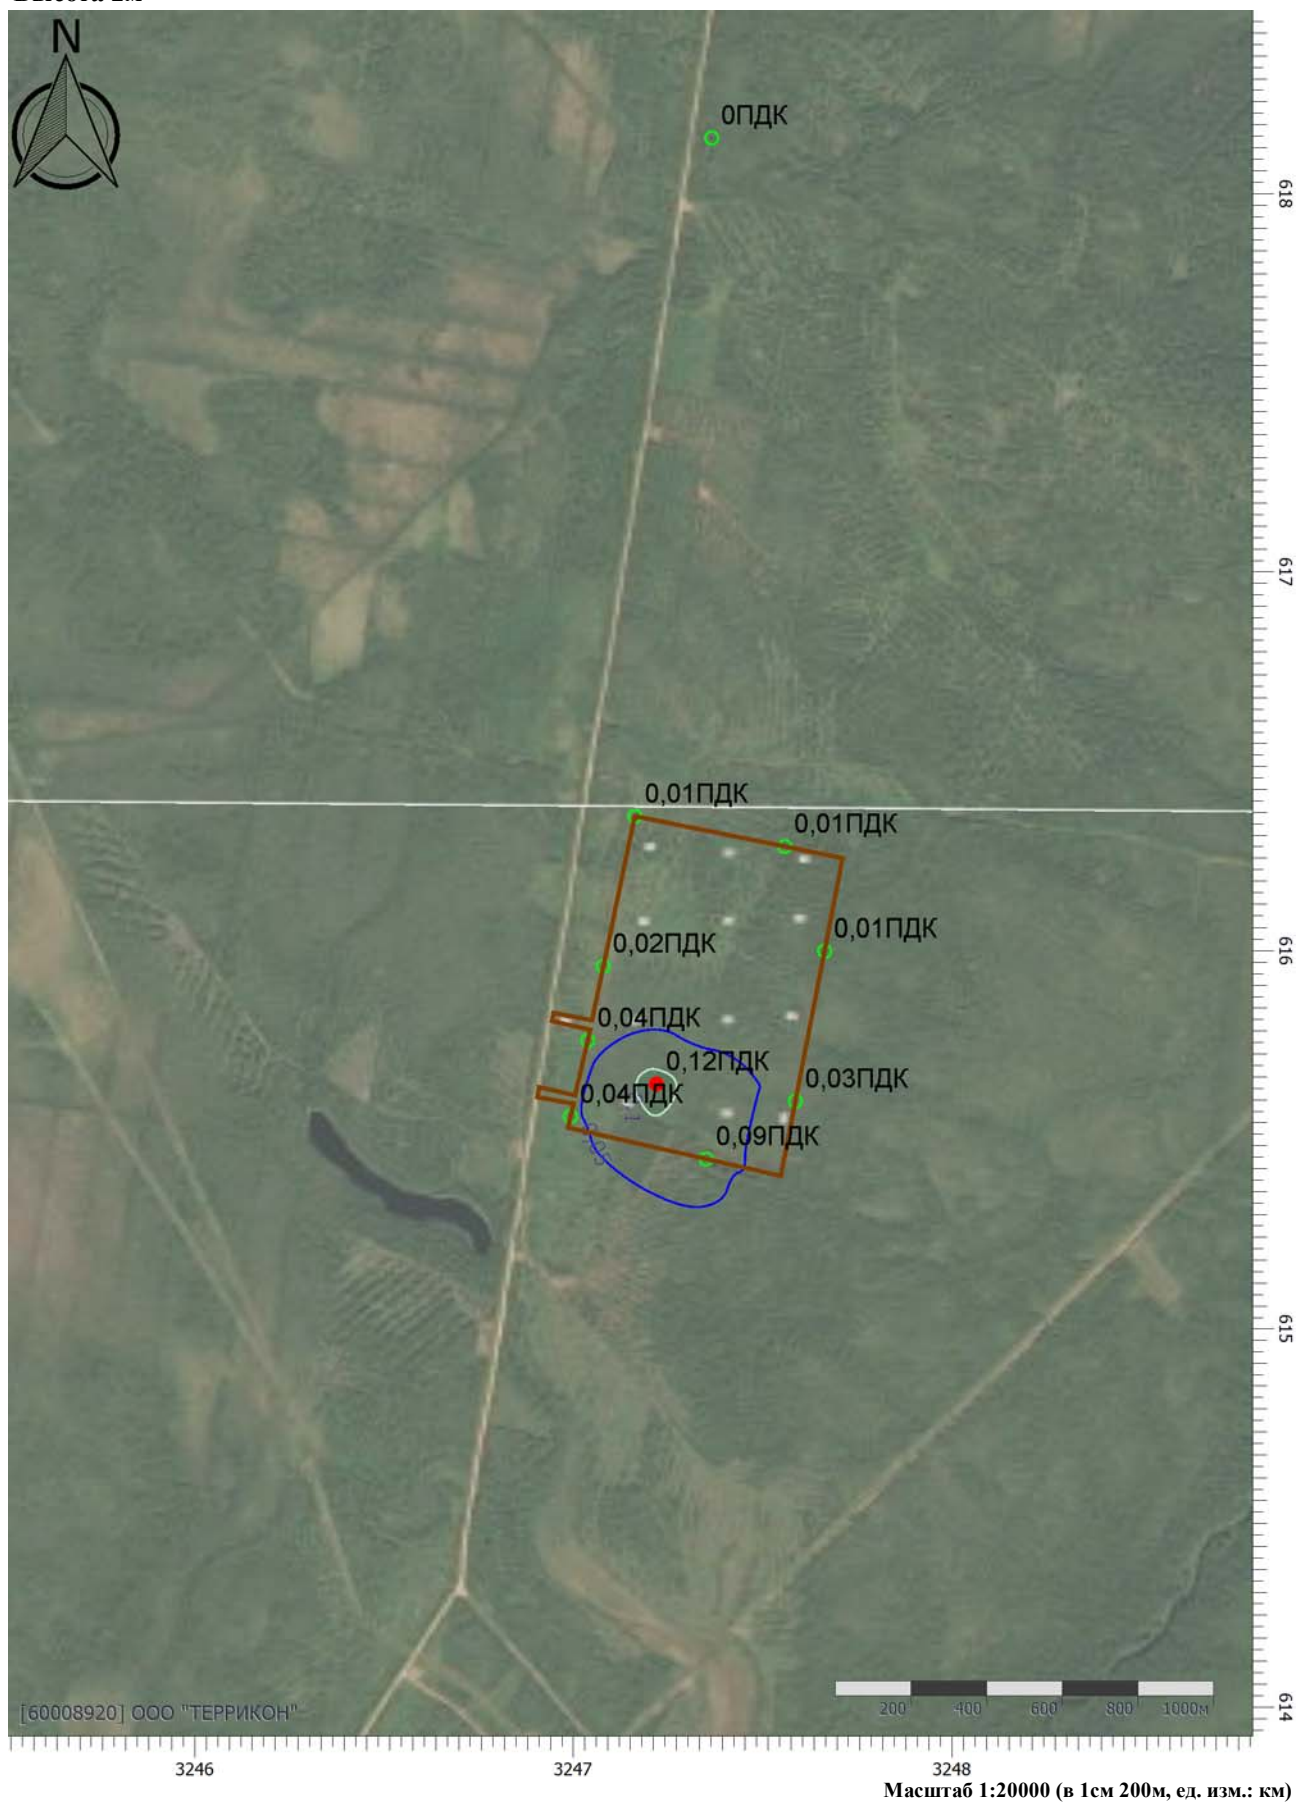 N
0ПДК
618
617
0,01ПДК
0,01ПДК
0,01ПДК
0,02ПДК
616
0,04ПДК
0,12ПДК
0,03ПДК
0,04ПДК
0,09ПДК
0,05
615
614
[60008920] ООО "ТЕРРИКОН"
200 400 600 800 1000м
3246 3247 3248
Масштаб 1:20000 (в 1см 200м, ед. изм.: км)